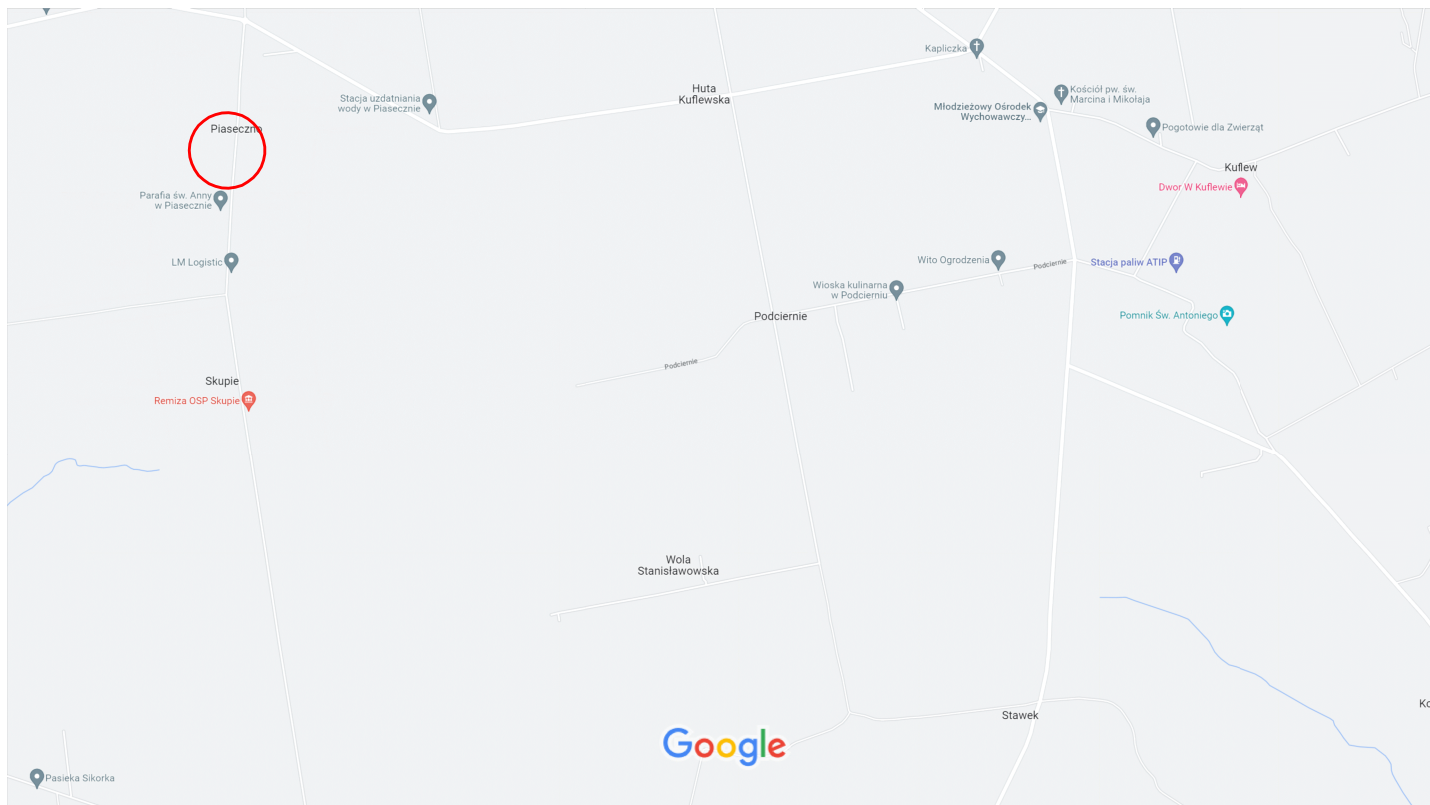 Kapliczka
Huta
Kuflewska
Stacja uzdatniania
wody w Piasecznie
Kościół pw. św.
Marcina i Mikołaja
Młodzieżowy Ośrodek
Wychowawczy...
Piaseczno
Pogotowie dla Zwierząt
Kuflew
Dwor W Kuflewie
Parafia św. Anny
w Piasecznie
LM Logistic
Wito Ogrodzenia
Podciernie
Stacja paliw ATIP
Wioska kulinarna
w Podcierniu
Podciernie
Pomnik Św. Antoniego
Podciernie
Skupie
Remiza OSP Skupie
Wola
Stanisławowska
Ko
Stawek
Google
Pasieka Sikorka